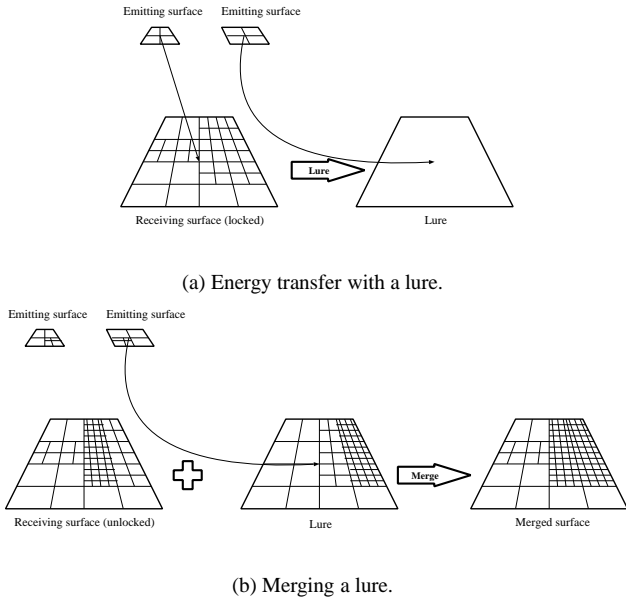 Emitting surface
Emitting surface
Lure
Receiving surface (locked)
Lure
(a) Energy transfer with a lure.
Emitting surface
Emitting surface
Merge
Receiving surface (unlocked)
Lure
Merged surface
(b) Merging a lure.